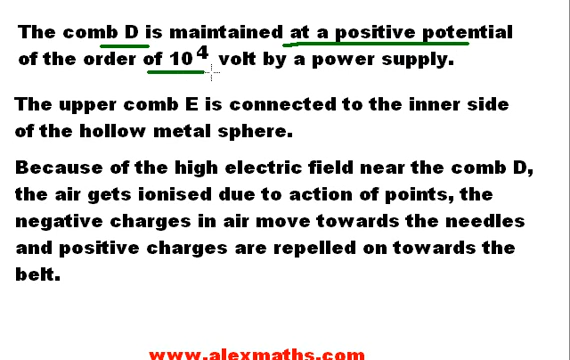 The comb D is maintained at a positive potential
of the order of 10⁴ volt by a power supply.
The upper comb E is connected to the inner side
of the hollow metal sphere.
Because of the high electric field near the comb D,
the air gets ionised due to action of points, the
negative charges in air move towards the needles
and positive charges are repelled on towards the
belt.
www.alexmaths.com